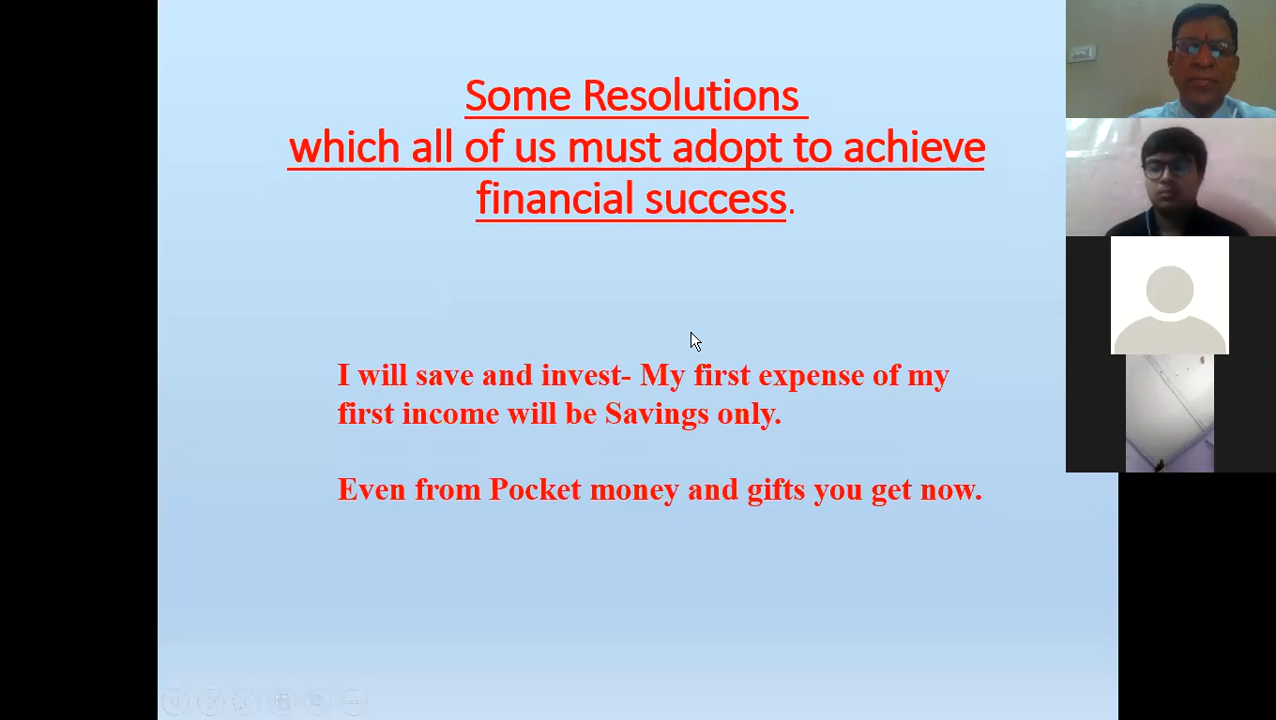 Some Resolutions
which all of us must adopt to achieve
financial success.
I will save and invest- My first expense of my
first income will be Savings only.
Even from Pocket money and gifts you get now.